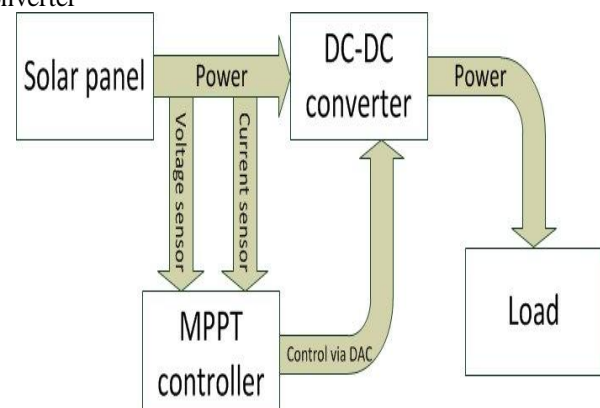 Solar panel
Power
DC-DC
converter
Power
Voltage sensor
Current sensor
MPPT
controller
Control via DAC
Load